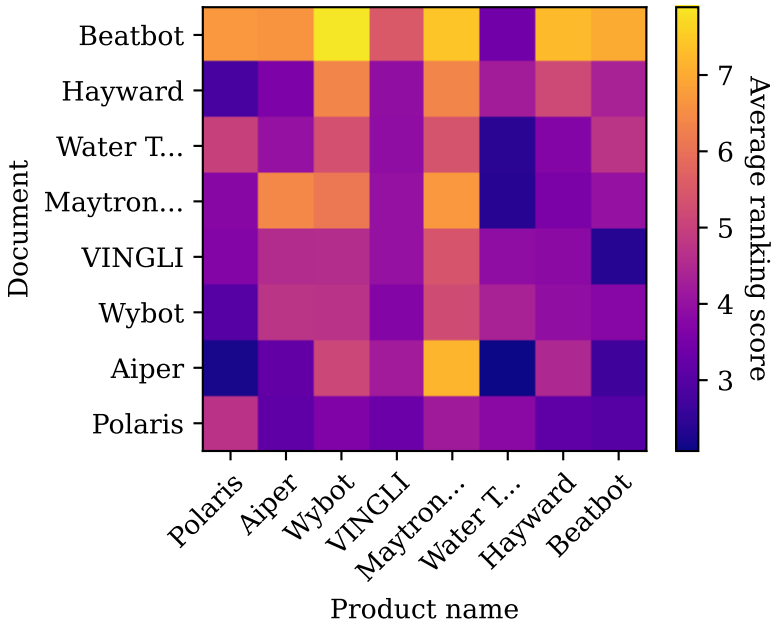 Beatbot
Hayward
Water T...
Maytron...
VINGLI
Wybot
Aiper
Polaris
Document
Polaris
Aiper
Wybot
VINGLI
Maytron...
Water T...
Hayward
Beatbot
Product name
7
6
5
4
3
Average ranking score